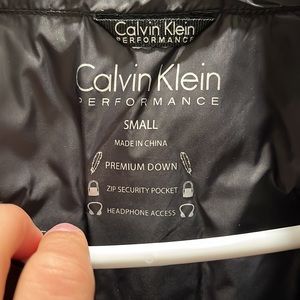 Calvin Klein
PERFORMANCE
Calvin Klein
PERFORMANCE
SMALL
MADE IN CHINA
PREMIUM DOWN
ZIP SECURITY POCKET
HEADPHONE ACCESS